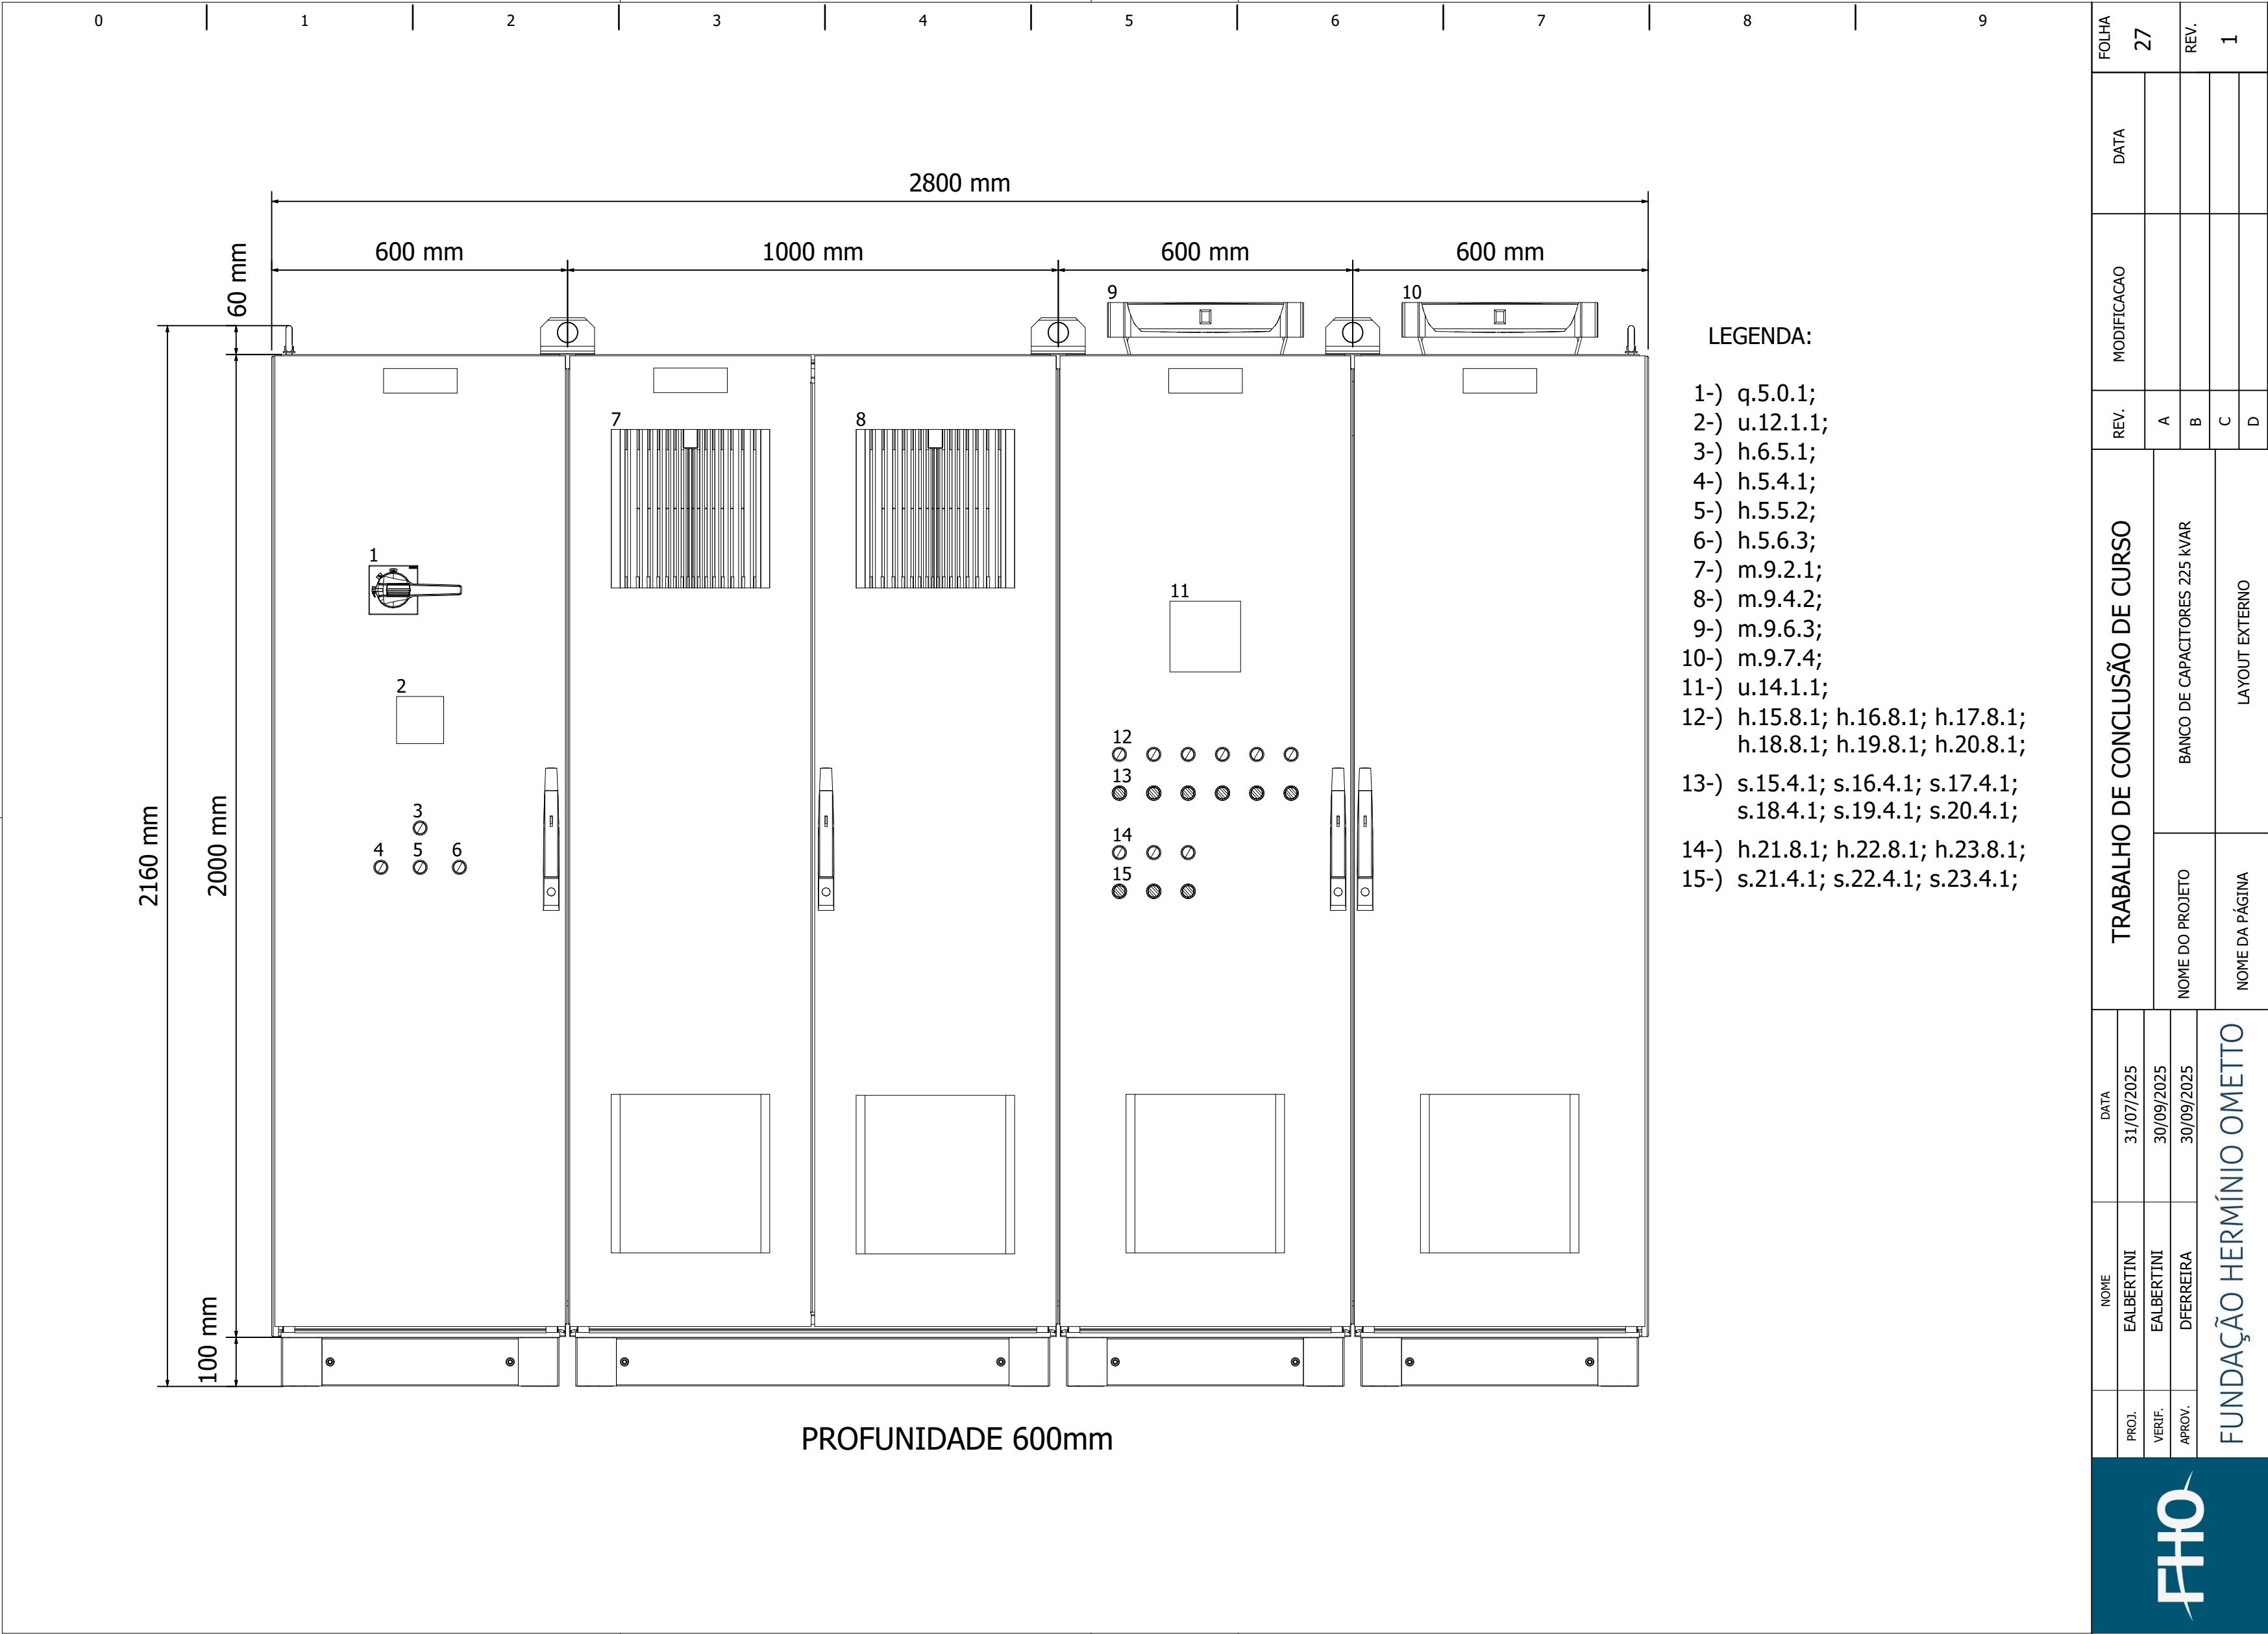 0 1 2 3 4 5 6 7 8 9
2800 mm
600 mm 1000 mm 600 mm 600 mm
60 mm
2160 mm
2000 mm
100 mm
9 10
7 8
1
11
2
12
13
3
14
4 5 6
15
PROFUNIDADE 600mm
LEGENDA:
1-) q.5.0.1;
2-) u.12.1.1;
3-) h.6.5.1;
4-) h.5.4.1;
5-) h.5.5.2;
6-) h.5.6.3;
7-) m.9.2.1;
8-) m.9.4.2;
9-) m.9.6.3;
10-) m.9.7.4;
11-) u.14.1.1;
12-) h.15.8.1; h.16.8.1; h.17.8.1;
h.18.8.1; h.19.8.1; h.20.8.1;
13-) s.15.4.1; s.16.4.1; s.17.4.1;
s.18.4.1; s.19.4.1; s.20.4.1;
14-) h.21.8.1; h.22.8.1; h.23.8.1;
15-) s.21.4.1; s.22.4.1; s.23.4.1;
FHO
FUNDAÇÃO HERMÍNIO OMETTO
NOME DATA
PROJ. EALBERTINI 31/07/2025
VERIF. EALBERTINI 30/09/2025
APROV. DFERREIRA 30/09/2025
TRABALHO DE CONCLUSÃO DE CURSO
NOME DO PROJETO BANCO DE CAPACITORES 225 kVAR
NOME DA PÁGINA LAYOUT EXTERNO
REV. MODIFICACAO DATA
A
B
C
D
FOLHA
27
REV.
1